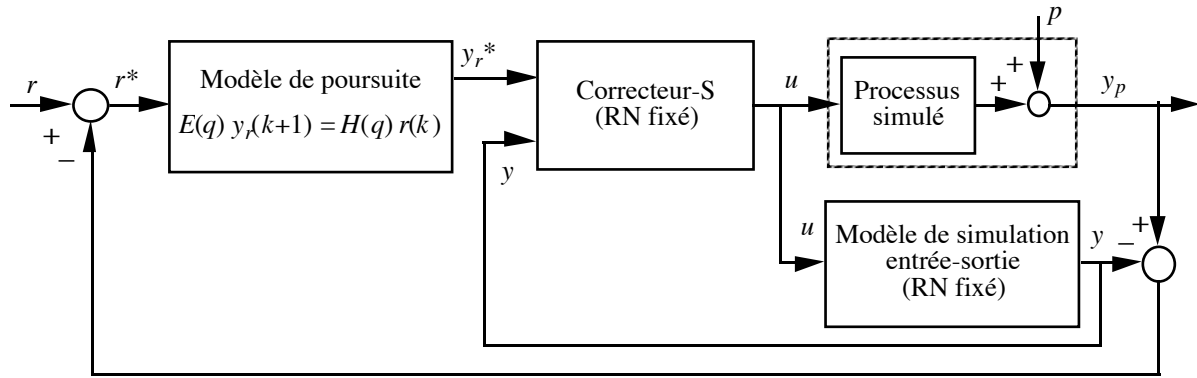 p
r
r*
Modèle de poursuite
E(q) y_r(k+1) = H(q) r(k)
y_r*
Correcteur-S
(RN fixé)
u
Processus
simulé
+
+
y_p
+
−
y
u
Modèle de simulation
entrée-sortie
(RN fixé)
y
−
+